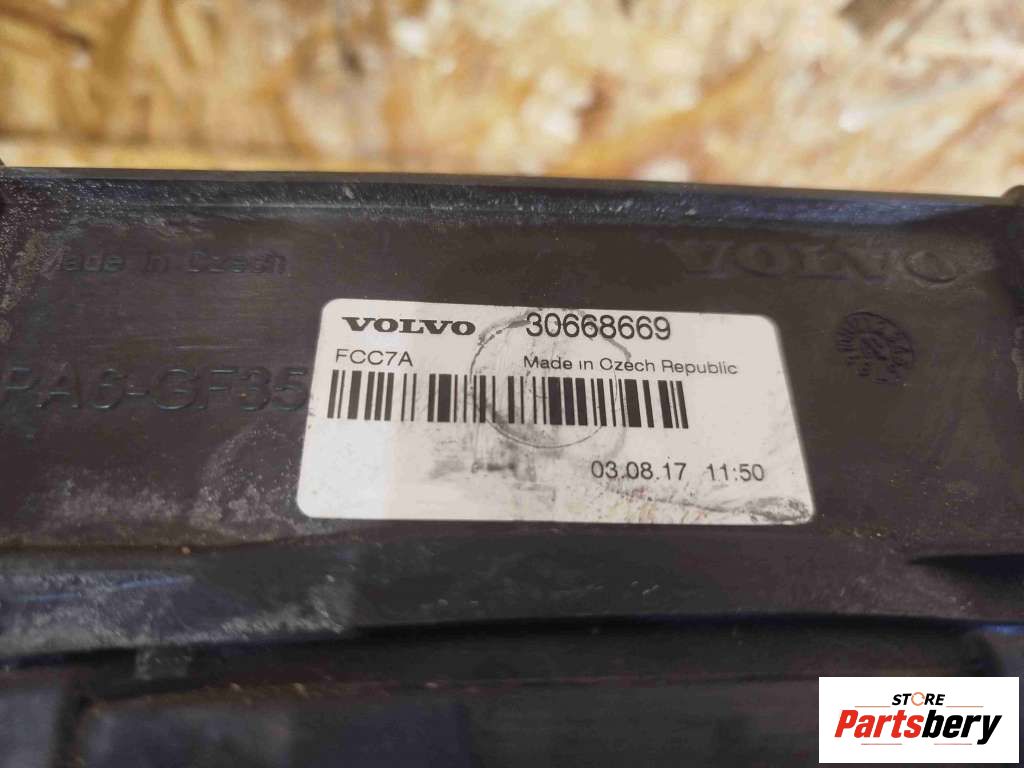 Made in Czech
VOLVO
VOLVO 30668669
FCC7A Made in Czech Republic
PA6-GF35
03.08.17 11:50
STORE
Partsbery